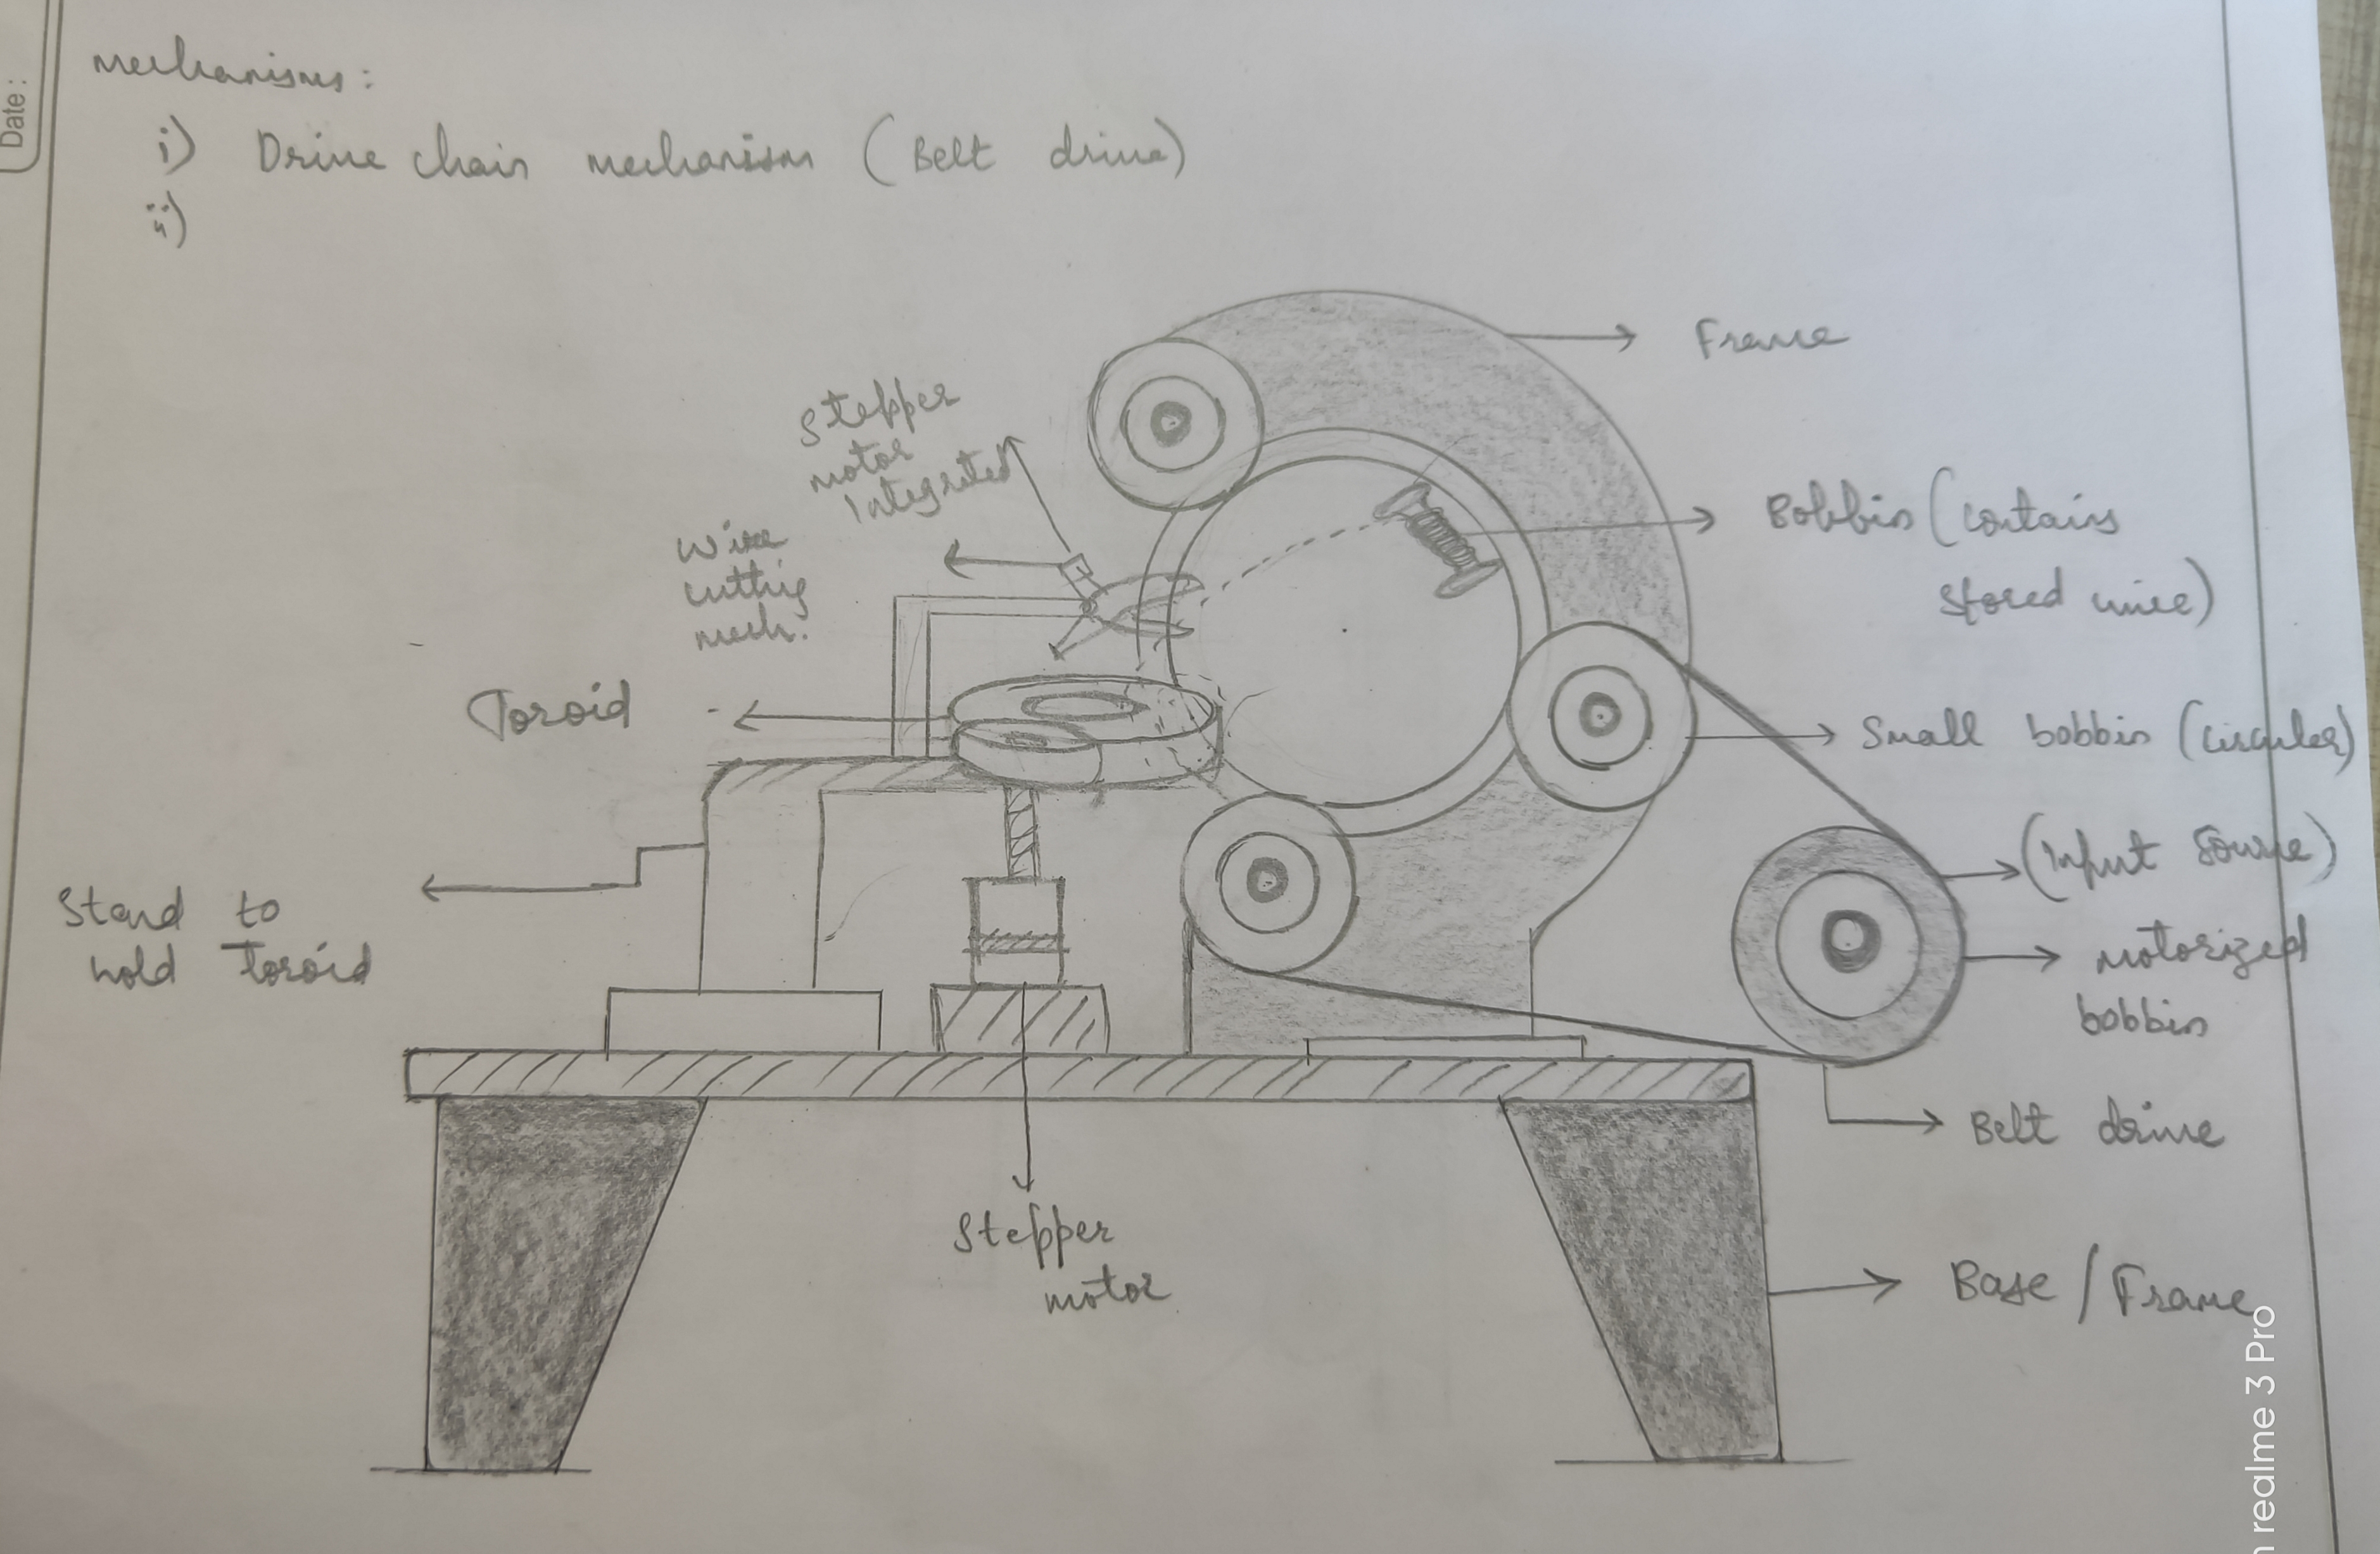 Date:
Mechanisms:
i) Drive chain mechanism (Belt drive)
ii)
Frame
Stepper
motor
Integrated
Wire
cutting
mech.
Bobbin (contains
stored wire)
Toroid
Small bobbin (circular)
(Input source)
motorized
bobbin
Stand to
hold Toroid
Belt drive
Stepper
motor
Base / Frame
realme 3 Pro